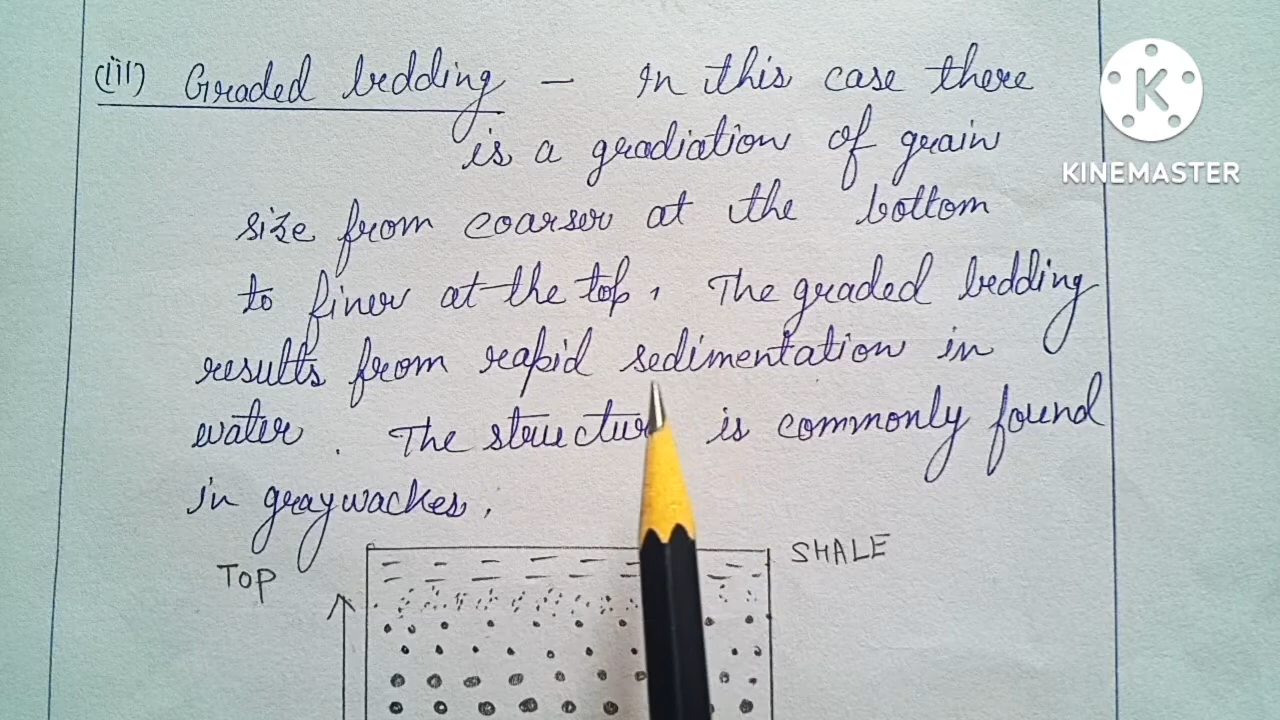 (iii) Graded bedding — In this case there
is a gradiation of grain
size from coarser at the bottom
to finer at the top. The graded bedding
results from rapid sedimentation in
water. The structur is commonly found
in graywackes.
TOP
SHALE
K
KINEMASTER